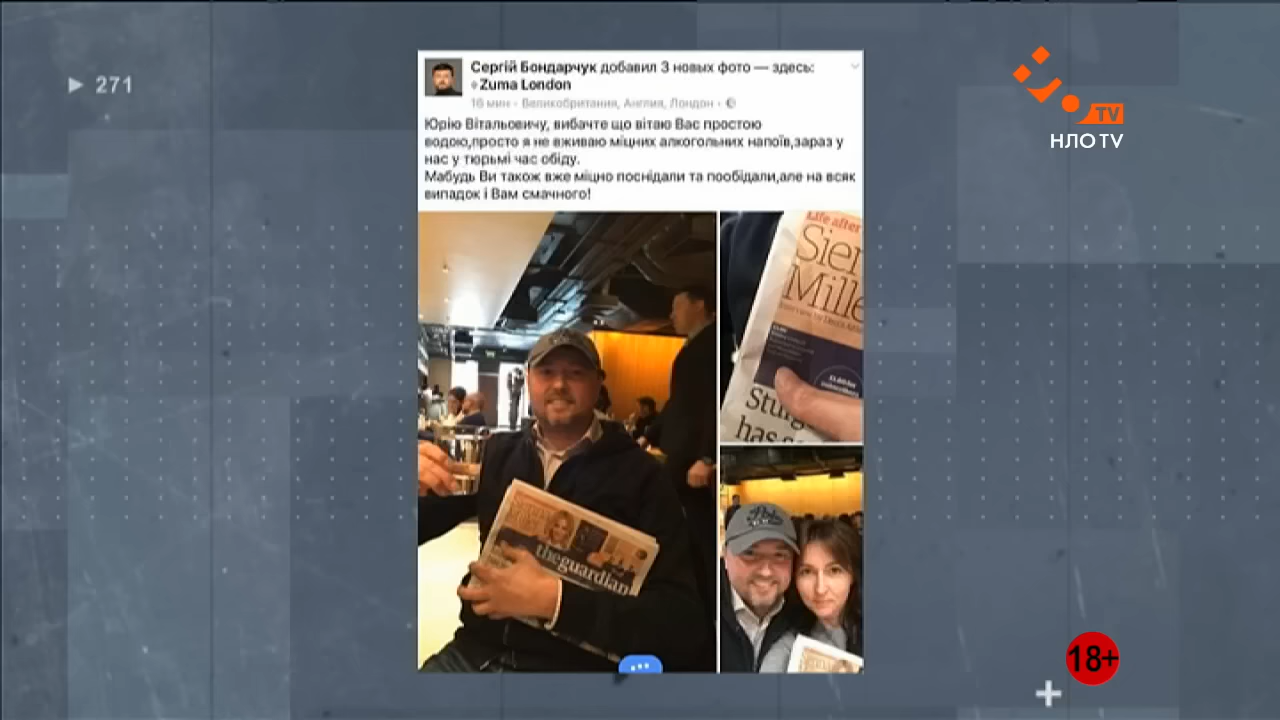 271
Сергій Бондарчук добавил 3 новых фото — здесь:
Zuma London
16 мин · Великобритания, Англия, Лондон ·
Юрію Вітальовичу, вибачте що вітаю Вас простою
водою,просто я не вживаю міцних алкогольних напоїв,зараз у
нас у тюрьмі час обіду.
Мабудь Ви також вже міцно поснідали та пообідали,але на всяк
випадок і Вам смачного!
TV
НЛО TV
Life after
Sien
Mille
Stur
has
theguardian
18+